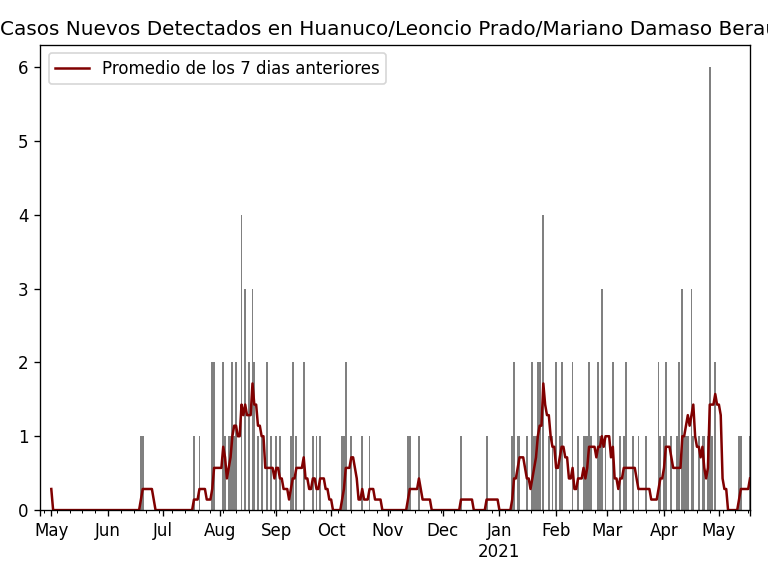 Casos Nuevos Detectados en Huanuco/Leoncio Prado/Mariano Damaso
Promedio de los 7 dias anteriores
6
5
4
3
2
1
0
May Jun Jul Aug Sep Oct Nov Dec Jan Feb Mar Apr May
2021